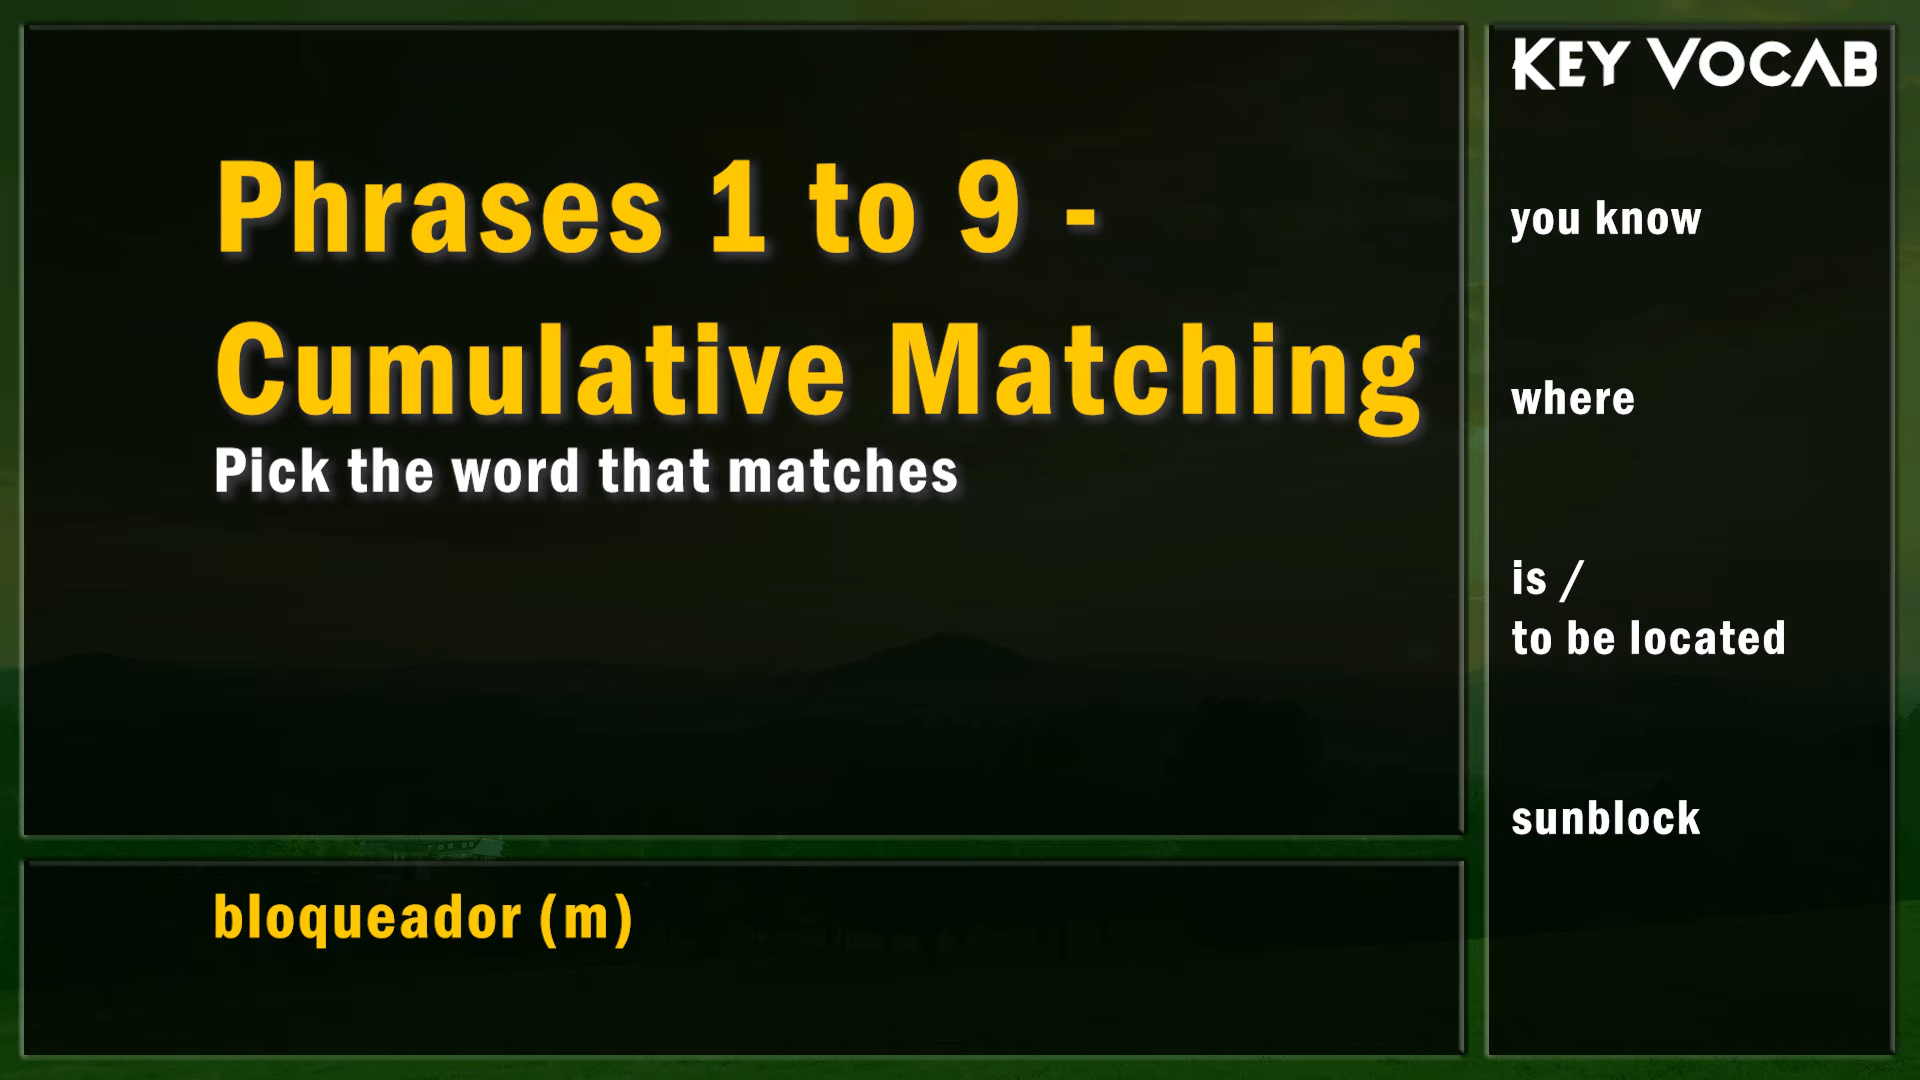 Phrases 1 to 9 -
Cumulative Matching
Pick the word that matches
bloqueador (m)
KEY VOCAB
you know
where
is /
to be located
sunblock